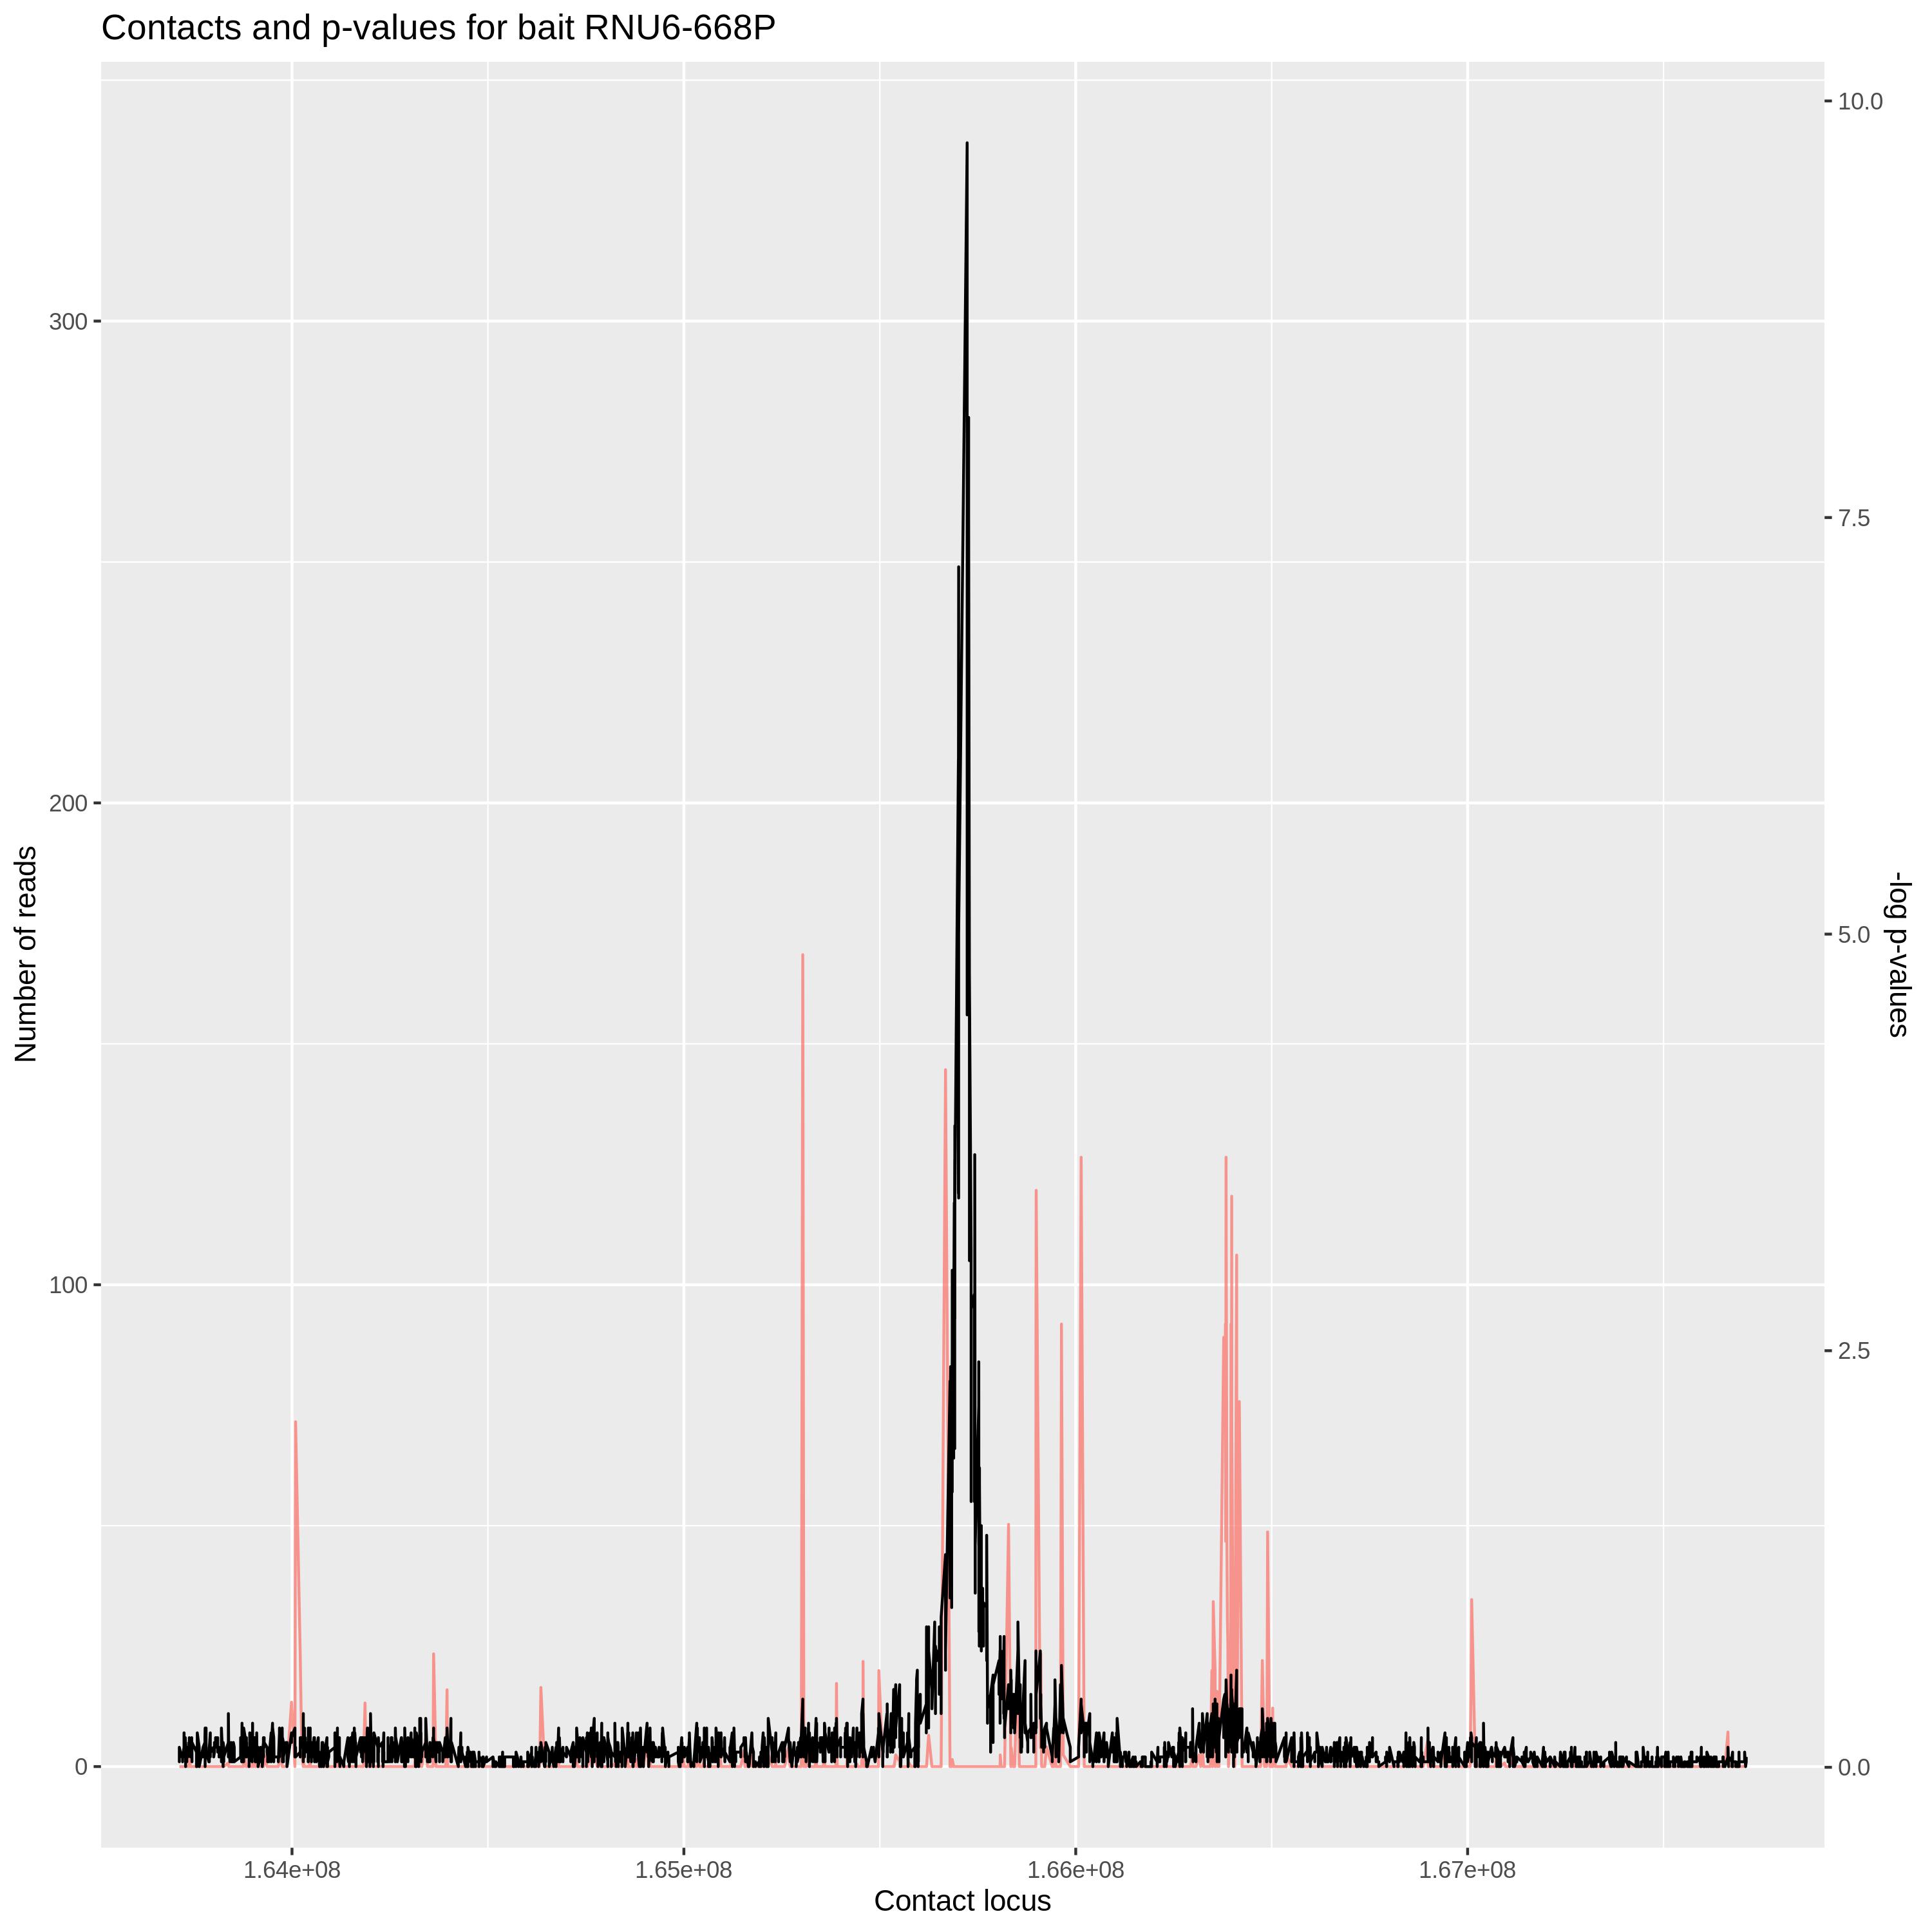 Contacts and p-values for bait RNU6-668P
10.0
300
7.5
200
Number of reads
5.0
-log p-values
100
2.5
0
0.0
1.64e+08
1.65e+08
1.66e+08
1.67e+08
Contact locus